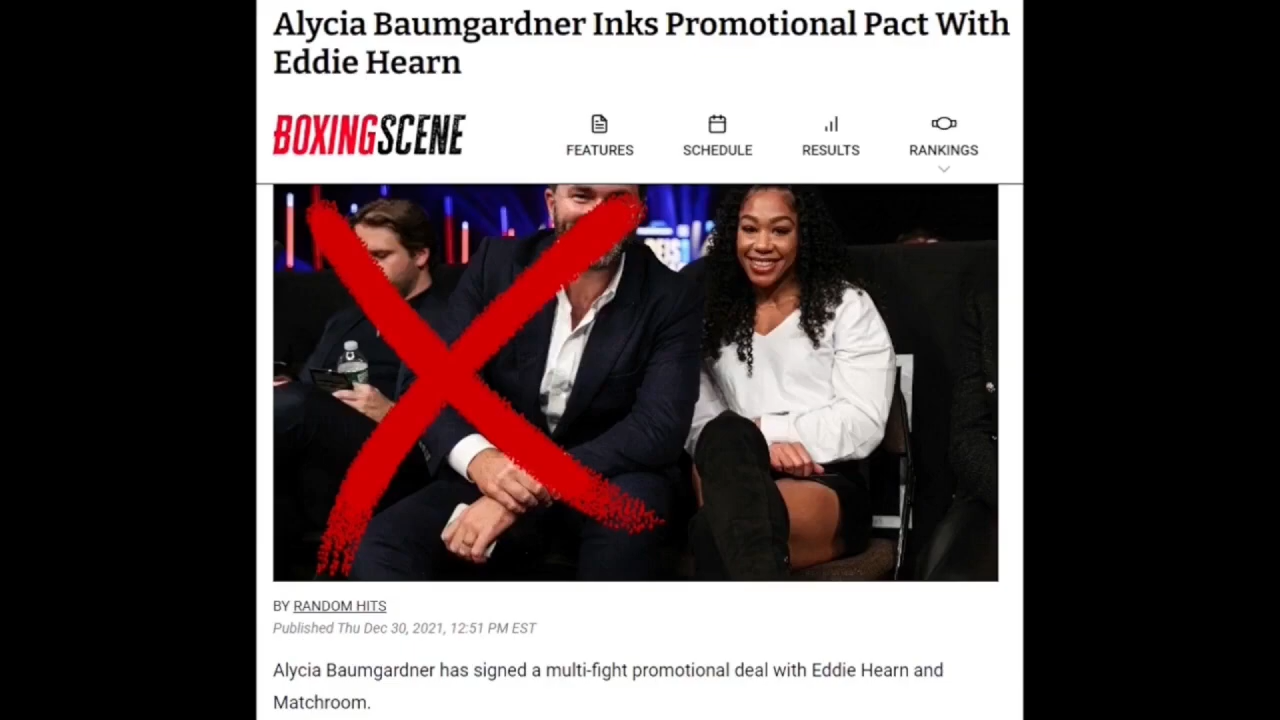 Alycia Baumgardner Inks Promotional Pact With
Eddie Hearn
BOXINGSCENE
FEATURES
SCHEDULE
RESULTS
RANKINGS
BY RANDOM HITS
Published Thu Dec 30, 2021, 12:51 PM EST
Alycia Baumgardner has signed a multi-fight promotional deal with Eddie Hearn and
Matchroom.